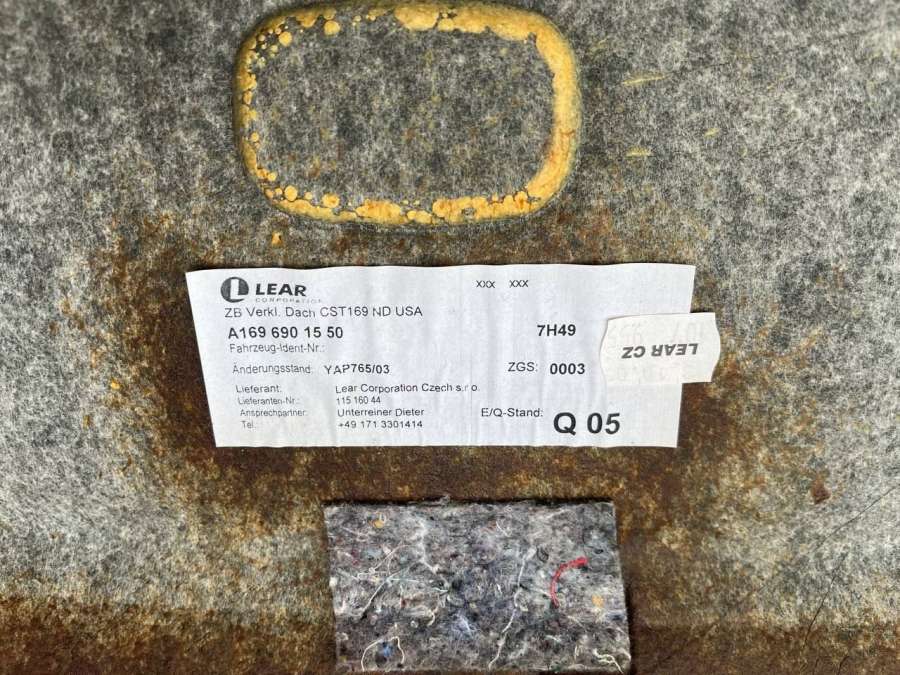 LEAR
CORPORATION
XXX XXX
ZB Verkl. Dach CST169 ND USA
A169 690 15 50
7H49
Fahrzeug-Ident-Nr.:
LEAR CZ
Änderungsstand: YAP765/03
ZGS: 0003
Lieferant: Lear Corporation Czech s.r.o.
Lieferanten-Nr.: 115 160 44
Ansprechpartner: Unterreiner Dieter
E/Q-Stand: Q 05
Tel.: +49 171 3301414